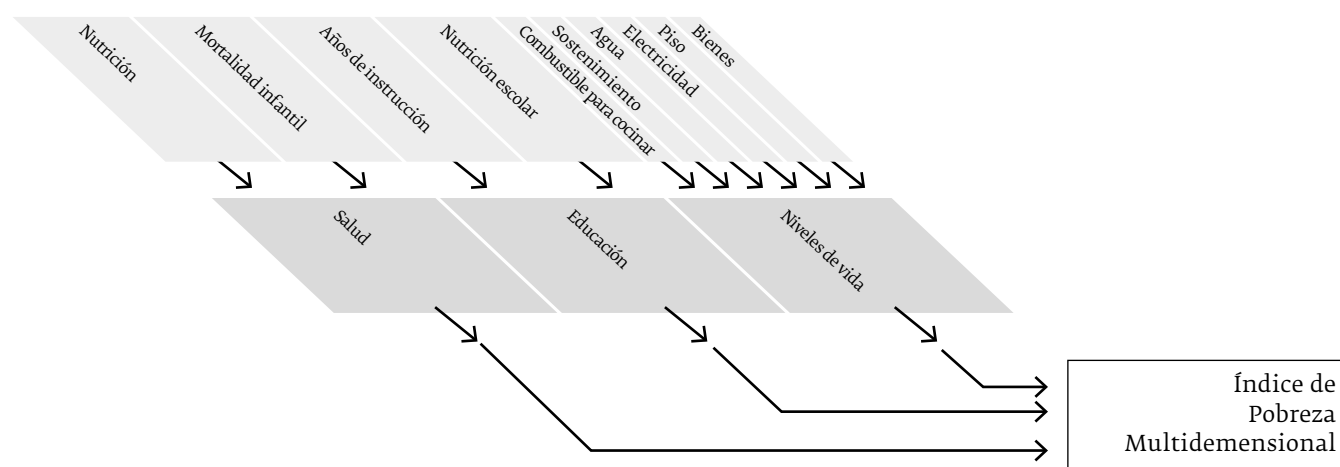 Nutrición
Mortalidad infantil
Años de instrucción
Nutrición escolar
Combustible para cocinar
Sostenimiento
Agua
Electricidad
Piso
Bienes
Salud
Educación
Niveles de vida
Índice de
Pobreza
Multidemensional